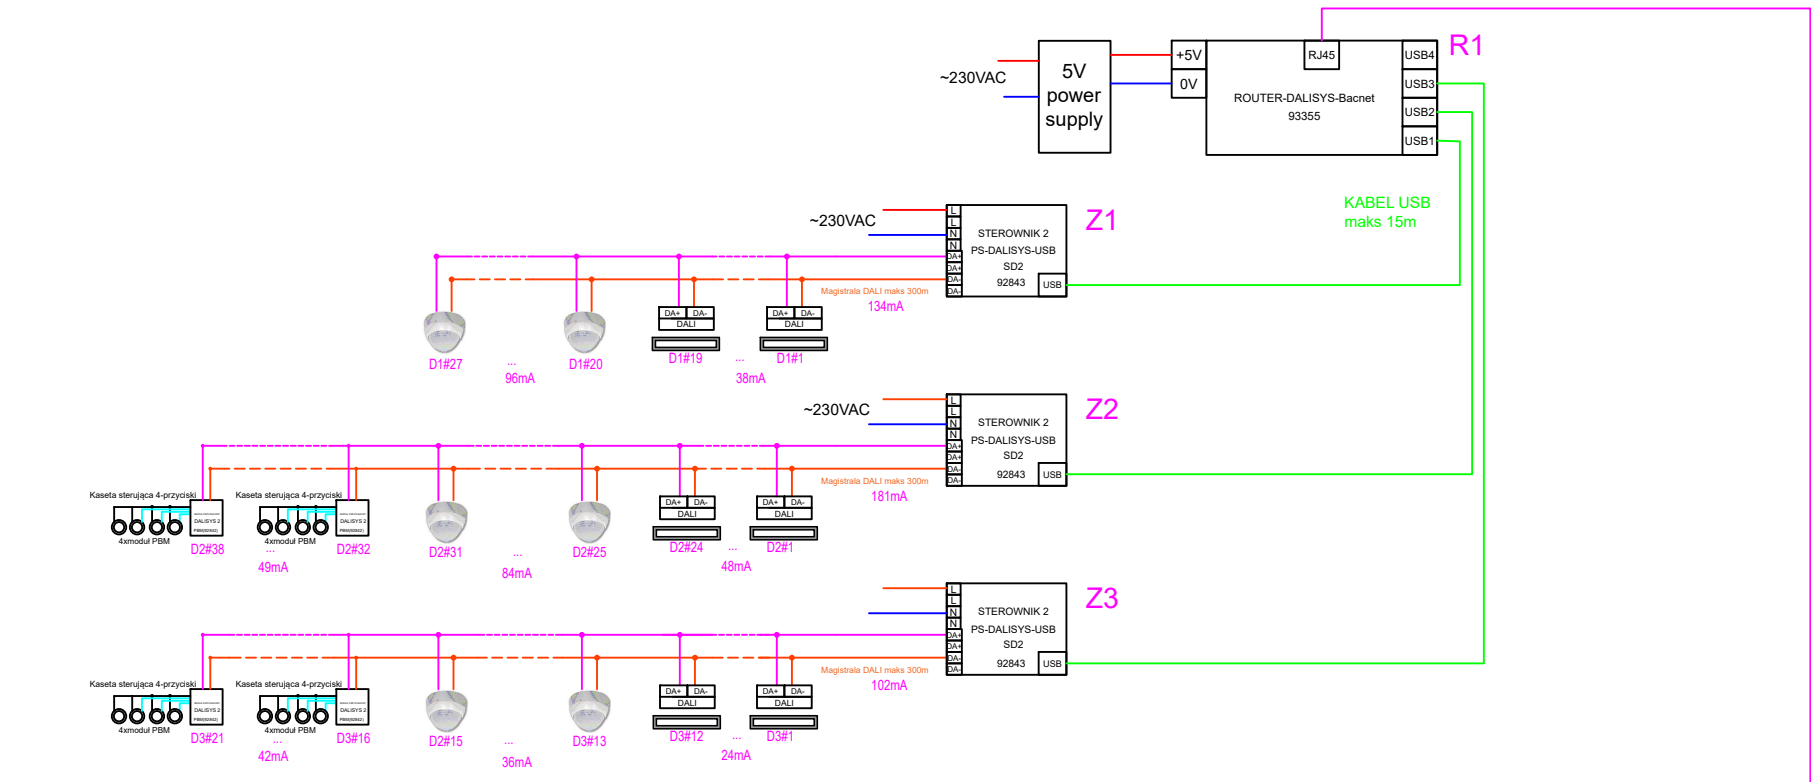 R1
~230VAC
5V
power
supply
+5V
0V
RJ45
ROUTER-DALISYS-Bacnet
93355
USB4
USB3
USB2
USB1
KABEL USB
maks 15m
~230VAC
L
L
N
N
DA+
DA+
DA-
DA-
STEROWNIK 2
PS-DALISYS-USB
SD2
92843
USB
Z1
Magistrala DALI maks 300m
134mA
DA+ DA-
DALI
DA+ DA-
DALI
D1#27
...
D1#20
D1#19
...
D1#1
96mA
38mA
~230VAC
L
L
N
N
DA+
DA+
DA-
DA-
STEROWNIK 2
PS-DALISYS-USB
SD2
92843
USB
Z2
Magistrala DALI maks 300m
181mA
Kaseta sterująca 4-przyciski
DALISYS 2
PBM(92842)
4xmoduł PBM
Kaseta sterująca 4-przyciski
DALISYS 2
PBM(92842)
4xmoduł PBM
DA+ DA-
DALI
DA+ DA-
DALI
D2#38
...
D2#32
D2#31
...
D2#25
D2#24
...
D2#1
49mA
84mA
48mA
L
L
N
N
DA+
DA+
DA-
DA-
STEROWNIK 2
PS-DALISYS-USB
SD2
92843
USB
Z3
Magistrala DALI maks 300m
102mA
Kaseta sterująca 4-przyciski
DALISYS 2
PBM(92842)
4xmoduł PBM
Kaseta sterująca 4-przyciski
DALISYS 2
PBM(92842)
4xmoduł PBM
DA+ DA-
DALI
DA+ DA-
DALI
D3#21
...
D3#16
D2#15
...
D3#13
D3#12
...
D3#1
42mA
36mA
24mA